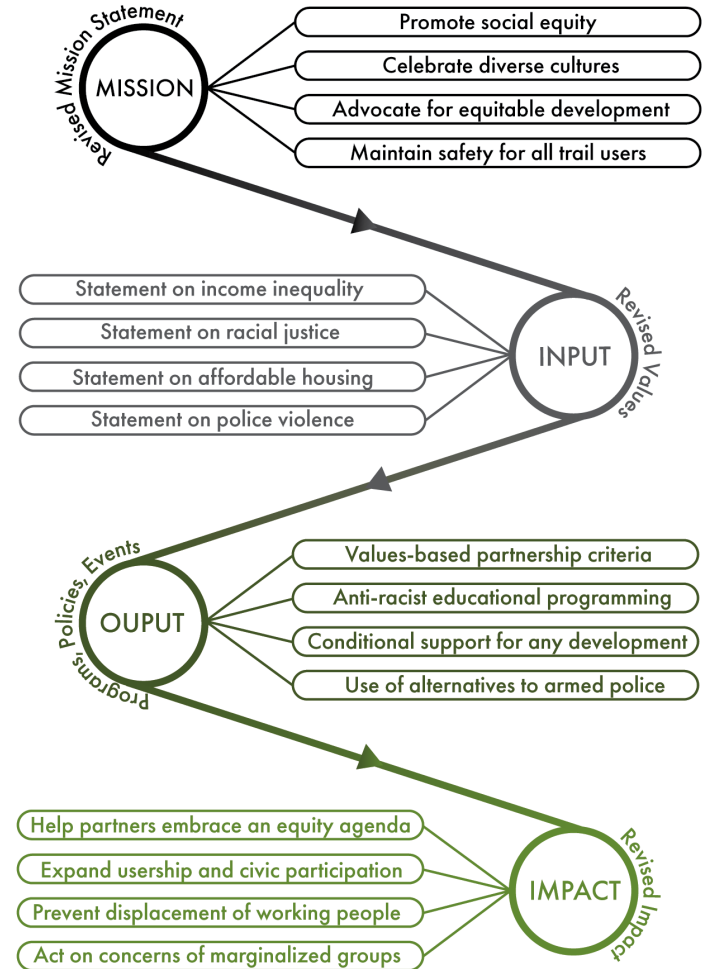 Revised Mission Statement
MISSION
Promote social equity
Celebrate diverse cultures
Advocate for equitable development
Maintain safety for all trail users
Statement on income inequality
Statement on racial justice
Statement on affordable housing
Statement on police violence
INPUT
Revised Values
Programs, Policies, Events
OUPUT
Values-based partnership criteria
Anti-racist educational programming
Conditional support for any development
Use of alternatives to armed police
Help partners embrace an equity agenda
Expand usership and civic participation
Prevent displacement of working people
Act on concerns of marginalized groups
IMPACT
Revised Impact